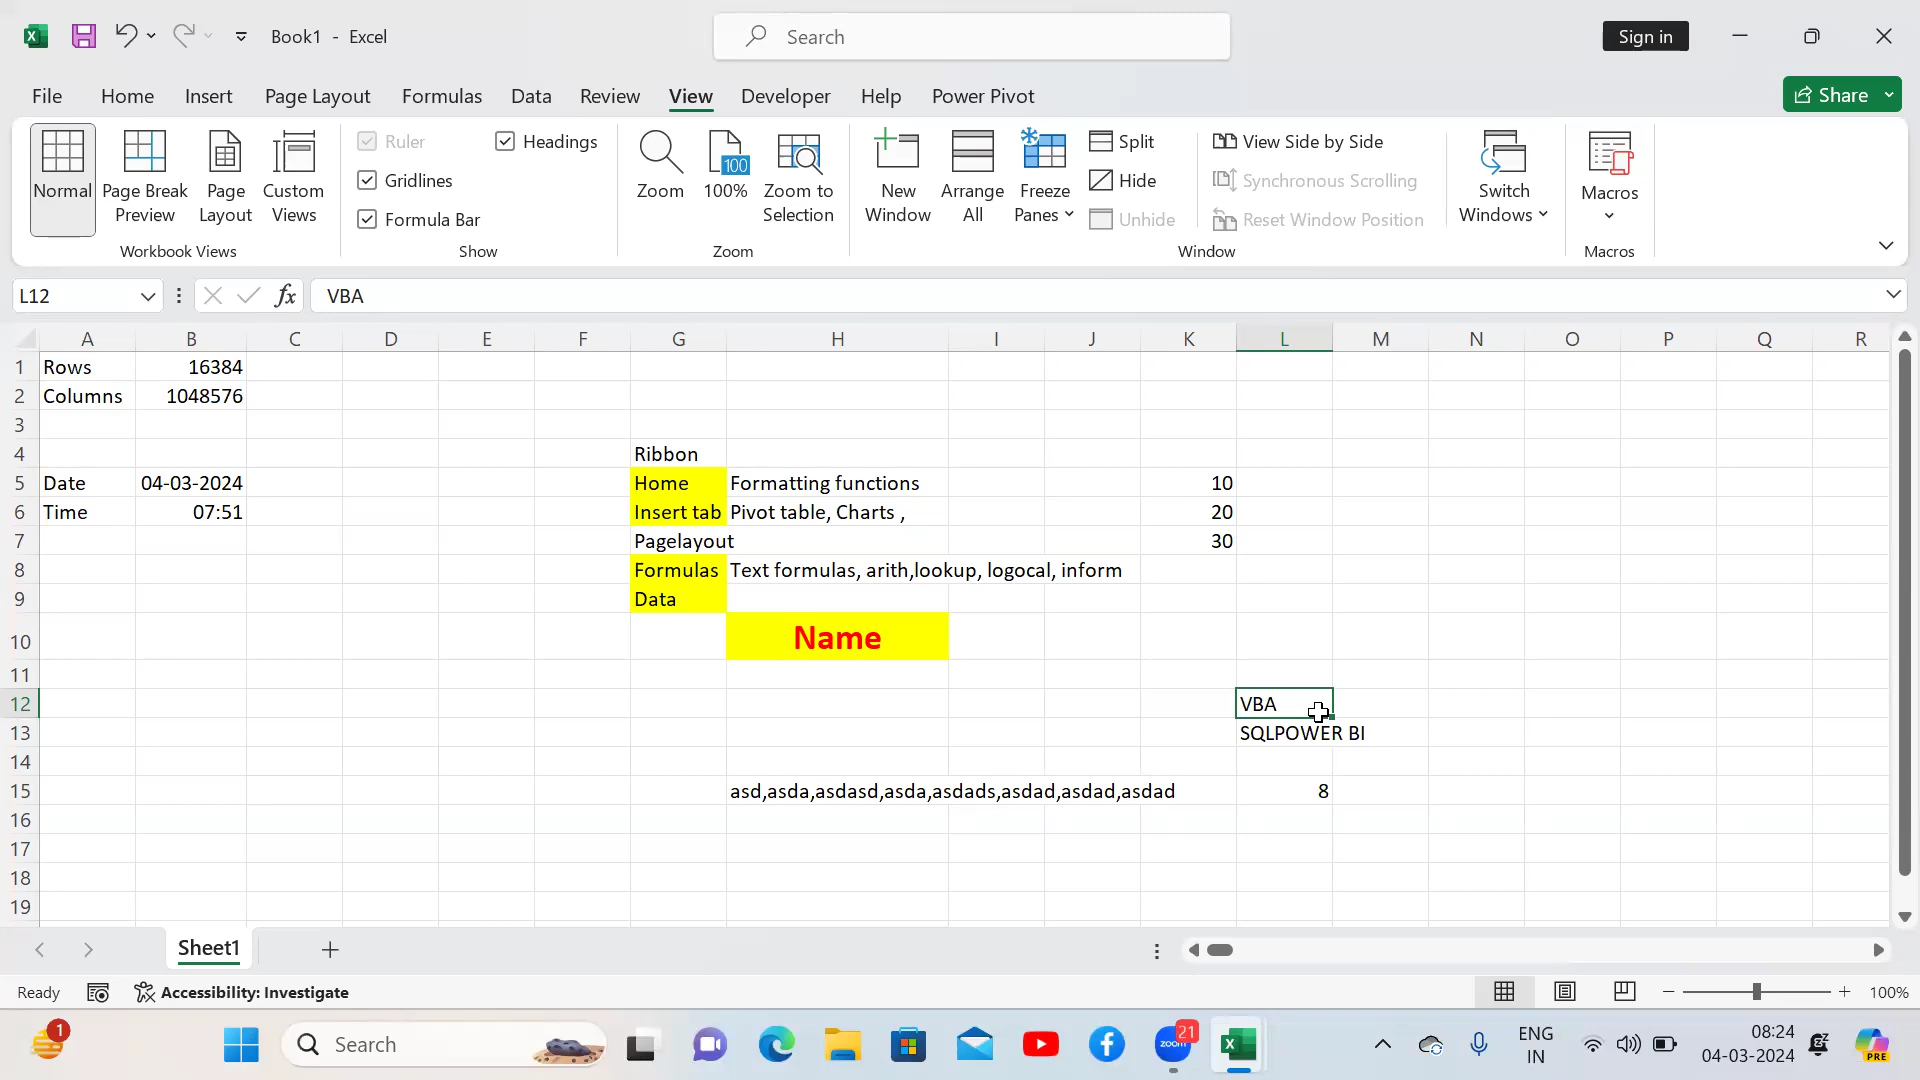 Book1 - Excel
Search
Sign in
File Home Insert Page Layout Formulas Data Review View Developer Help Power Pivot
Share
Normal
Page Break Preview
Page Layout
Custom Views
Workbook Views
Ruler
Headings
Gridlines
Formula Bar
Show
Zoom
100
100%
Zoom to Selection
Zoom
New Window
Arrange All
Freeze Panes
Split
Hide
Unhide
View Side by Side
Synchronous Scrolling
Reset Window Position
Window
Switch Windows
Macros
Macros
L12
fx
VBA
A B C D E F G H I J K L M N O P Q R
1 Rows 16384
2 Columns 1048576
3
4 Ribbon
5 Date 04-03-2024 Home Formatting functions 10
6 Time 07:51 Insert tab Pivot table, Charts , 20
7 Pagelayout 30
8 Formulas Text formulas, arith,lookup, logocal, inform
9 Data
10 Name
11
12 VBA
13 SQLPOWER BI
14
15 asd,asda,asdasd,asda,asdads,asdad,asdad,asdad 8
16
17
18
19
Sheet1
Ready
Accessibility: Investigate
100%
1
Search
zoom
21
ENG
IN
08:24
04-03-2024
PRE